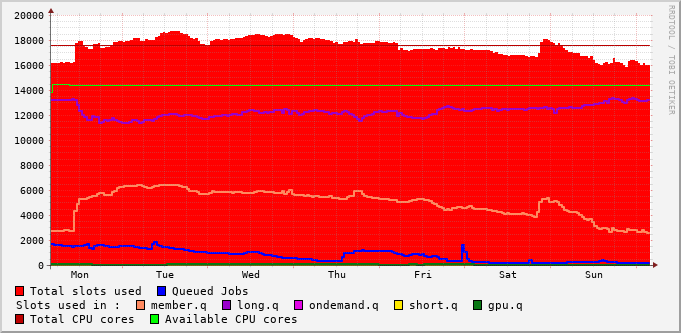 20000
18000
16000
14000
12000
10000
8000
6000
4000
2000
0
Mon Tue Wed Thu Fri Sat Sun
RRDTOOL / TOBI OETIKER
Total slots used Queued Jobs
Slots used in : member.q long.q ondemand.q short.q gpu.q
Total CPU cores Available CPU cores